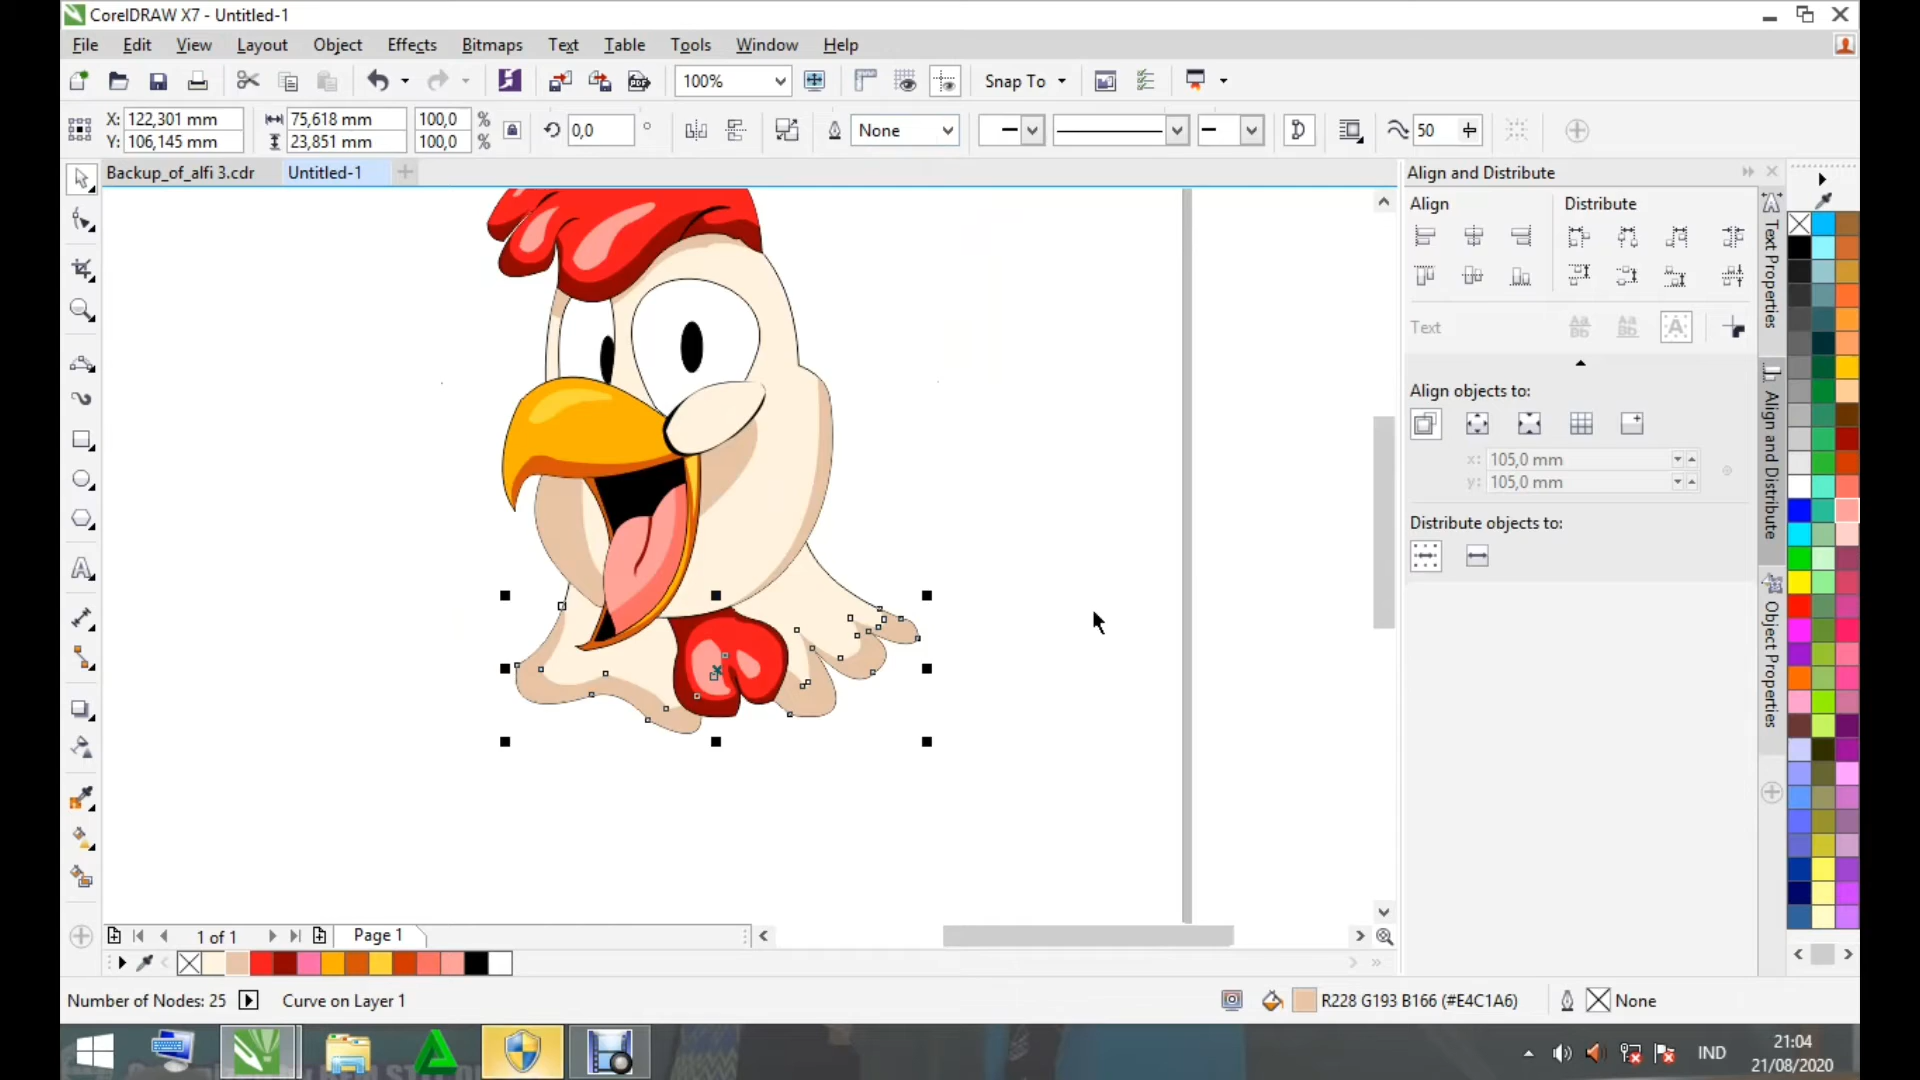 CorelDRAW X7 - Untitled-1
File Edit View Layout Object Effects Bitmaps Text Table Tools Window Help
100% Snap To
X: 122,301 mm 75,618 mm 100,0 %
Y: 106,145 mm 23,851 mm 100,0 %
0,0 ° None 50
Backup_of_alfi 3.cdr Untitled-1
Align and Distribute
Align Distribute
Text
Align objects to:
x: 105,0 mm
y: 105,0 mm
Distribute objects to:
Text Properties
Align and Distribute
Object Properties
1 of 1 Page 1
Number of Nodes: 25 Curve on Layer 1 R228 G193 B166 (#E4C1A6) None
IND
21:04
21/08/2020